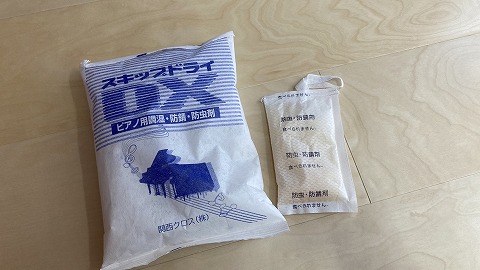 スキップドライ
DX
ピアノ用調湿・防錆・防虫剤
関西クロス(株)
食べられません。
防虫・防錆剤
食べられません。
防虫・防錆剤
食べられません。
防虫・防錆剤
食べられません。